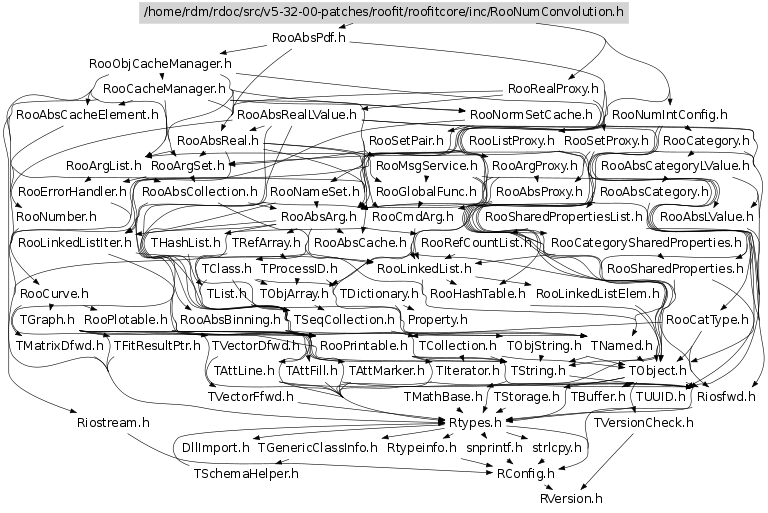 /home/rdm/rdoc/src/v5-32-00-patches/roofit/roofitcore/inc/RooNumConvolution.h
RooAbsPdf.h
RooObjCacheManager.h
RooCacheManager.h RooRealProxy.h
RooAbsCacheElement.h RooAbsRealLValue.h RooNormSetCache.h RooNumIntConfig.h
RooAbsReal.h RooSetPair.h RooListProxy.h RooSetProxy.h RooCategory.h
RooArgList.h RooArgSet.h RooMsgService.h RooArgProxy.h RooAbsCategoryLValue.h
RooErrorHandler.h RooAbsCollection.h RooNameSet.h RooGlobalFunc.h RooAbsProxy.h RooAbsCategory.h
RooNumber.h RooAbsArg.h RooCmdArg.h RooSharedPropertiesList.h RooAbsLValue.h
RooLinkedListIter.h THashList.h TRefArray.h RooAbsCache.h RooRefCountList.h RooCategorySharedProperties.h
TClass.h TProcessID.h RooLinkedList.h RooSharedProperties.h
RooCurve.h TList.h TObjArray.h TDictionary.h RooHashTable.h RooLinkedListElem.h
TGraph.h RooPlotable.h RooAbsBinning.h TSeqCollection.h Property.h RooCatType.h
TMatrixDfwd.h TFitResultPtr.h TVectorDfwd.h RooPrintable.h TCollection.h TObjString.h TNamed.h
TAttLine.h TAttFill.h TAttMarker.h TIterator.h TString.h TObject.h
TVectorFfwd.h TMathBase.h TStorage.h TBuffer.h TUUID.h Riosfwd.h
Riostream.h Rtypes.h TVersionCheck.h
DllImport.h TGenericClassInfo.h Rtypeinfo.h snprintf.h strlcpy.h
TSchemaHelper.h RConfig.h
RVersion.h